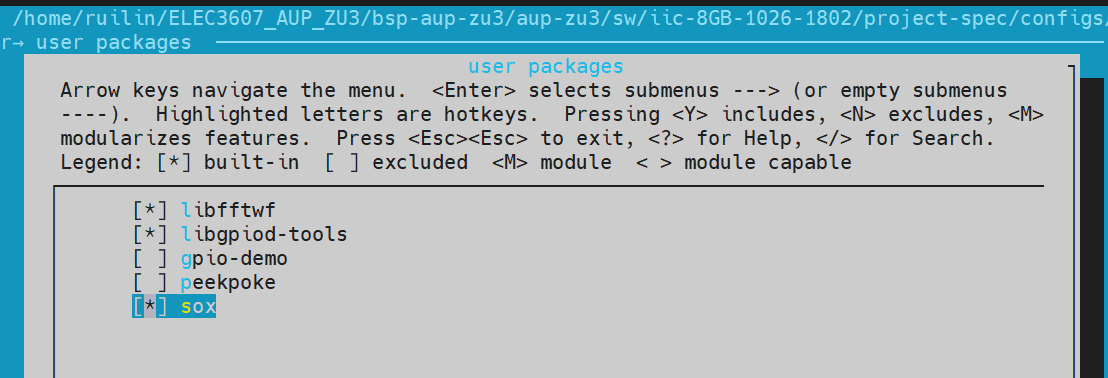 /home/ruilin/ELEC3607_AUP_ZU3/bsp-aup-zu3/aup-zu3/sw/iic-8GB-1026-1802/project-spec/configs/
r→ user packages
user packages
Arrow keys navigate the menu.  <Enter> selects submenus ---> (or empty submenus
----).  Highlighted letters are hotkeys.  Pressing <Y> includes, <N> excludes, <M>
modularizes features.  Press <Esc><Esc> to exit, <?> for Help, </> for Search.
Legend: [*] built-in  [ ] excluded  <M> module  < > module capable
[*] libfftwf
[*] libgpiod-tools
[ ] gpio-demo
[ ] peekpoke
[*] sox